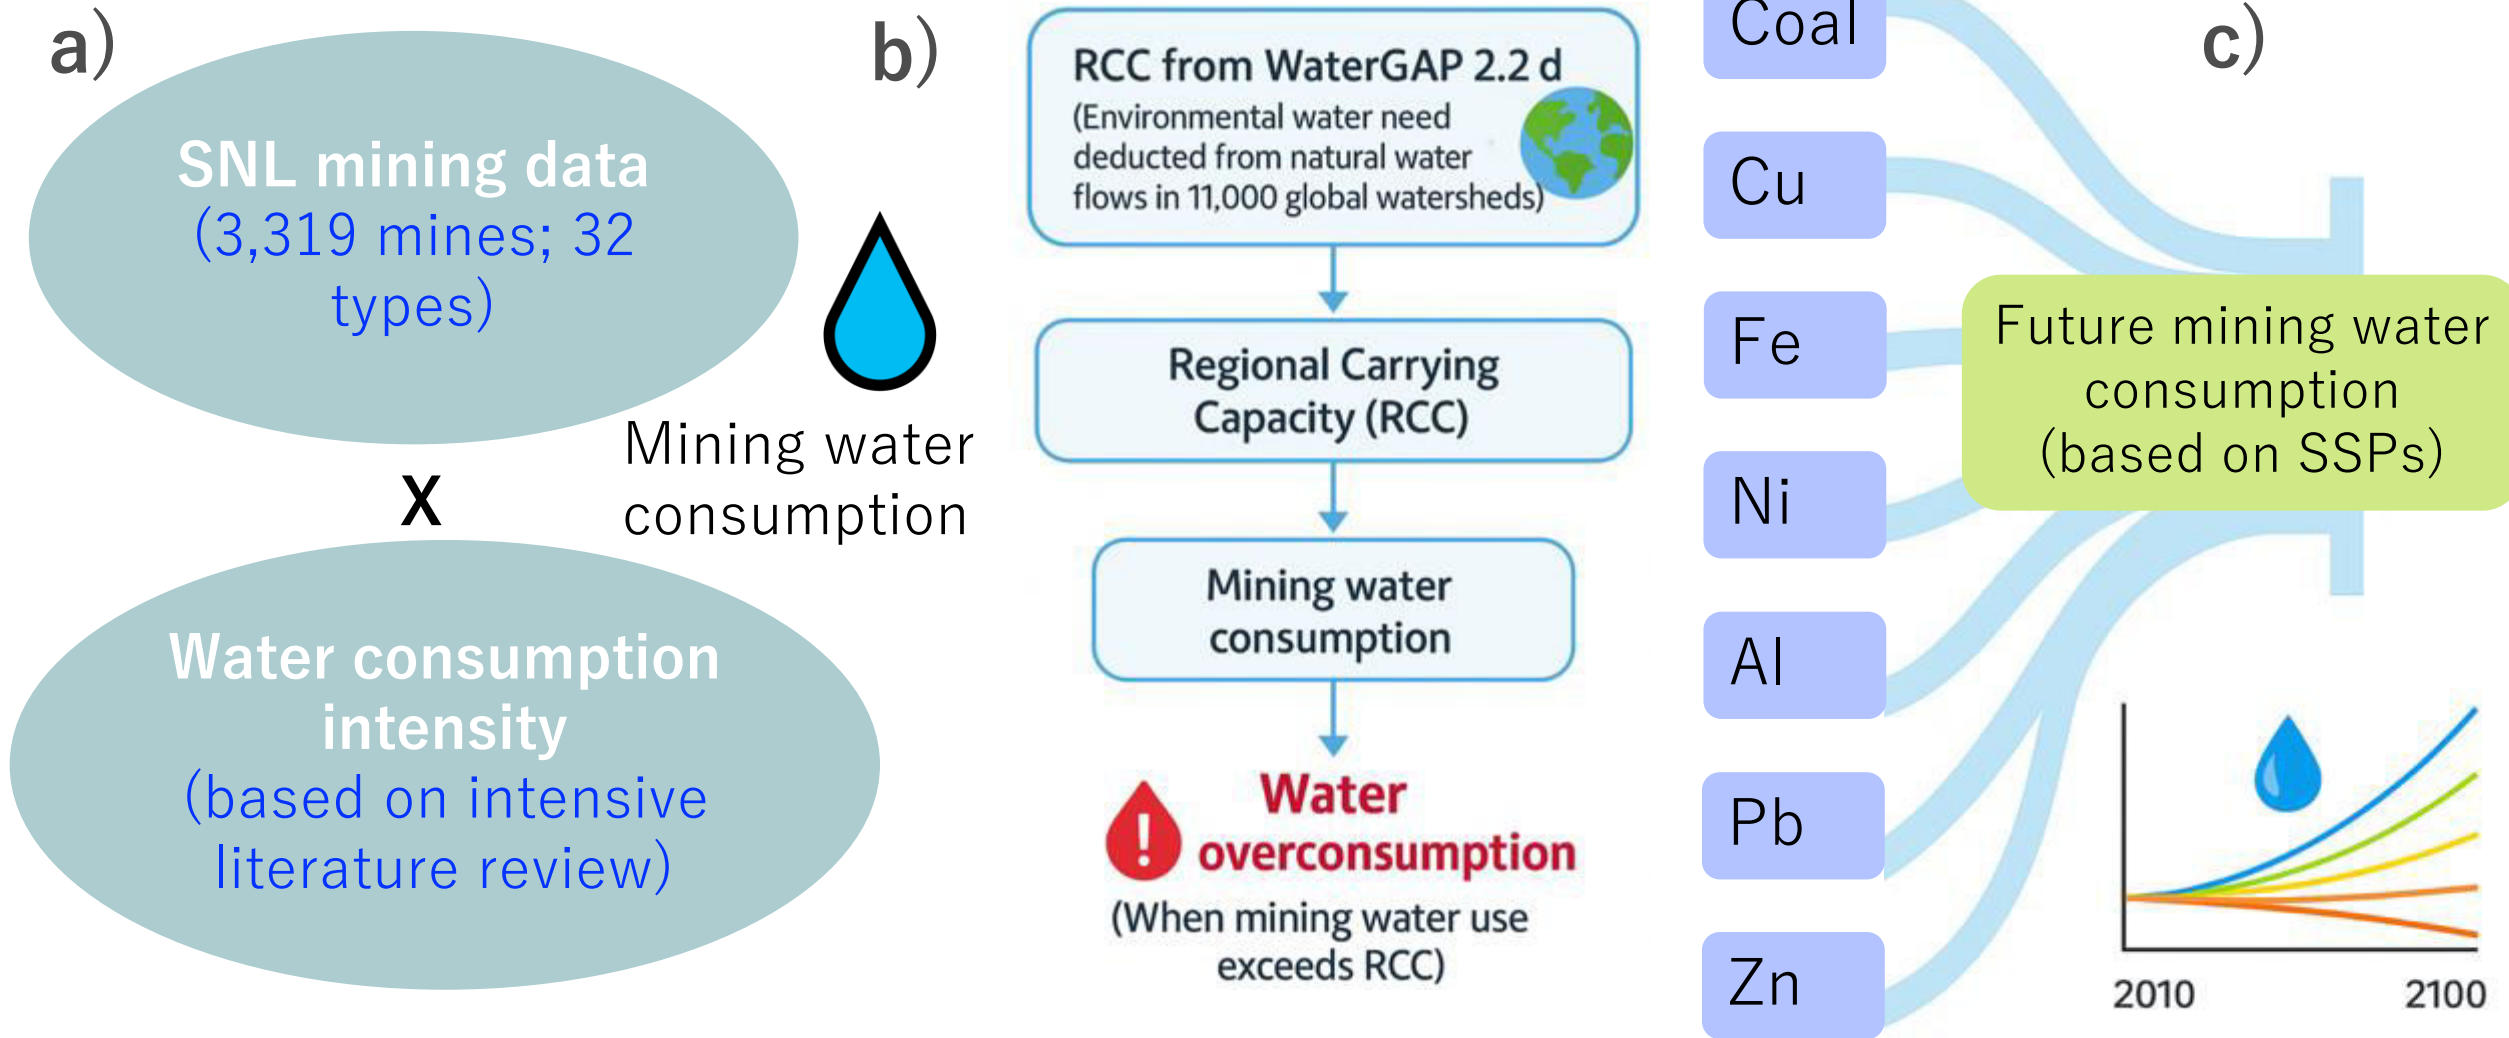 a)
SNL mining data
(3,319 mines; 32
types)
X
Water consumption
intensity
(based on intensive
literature review)
Mining water
consumption
b)
RCC from WaterGAP 2.2 d
(Environmental water need
deducted from natural water
flows in 11,000 global watersheds)
Regional Carrying
Capacity (RCC)
Mining water
consumption
!
Water
overconsumption
(When mining water use
exceeds RCC)
c)
Coal
Cu
Fe
Ni
Al
Pb
Zn
Future mining water
consumption
(based on SSPs)
2010
2100